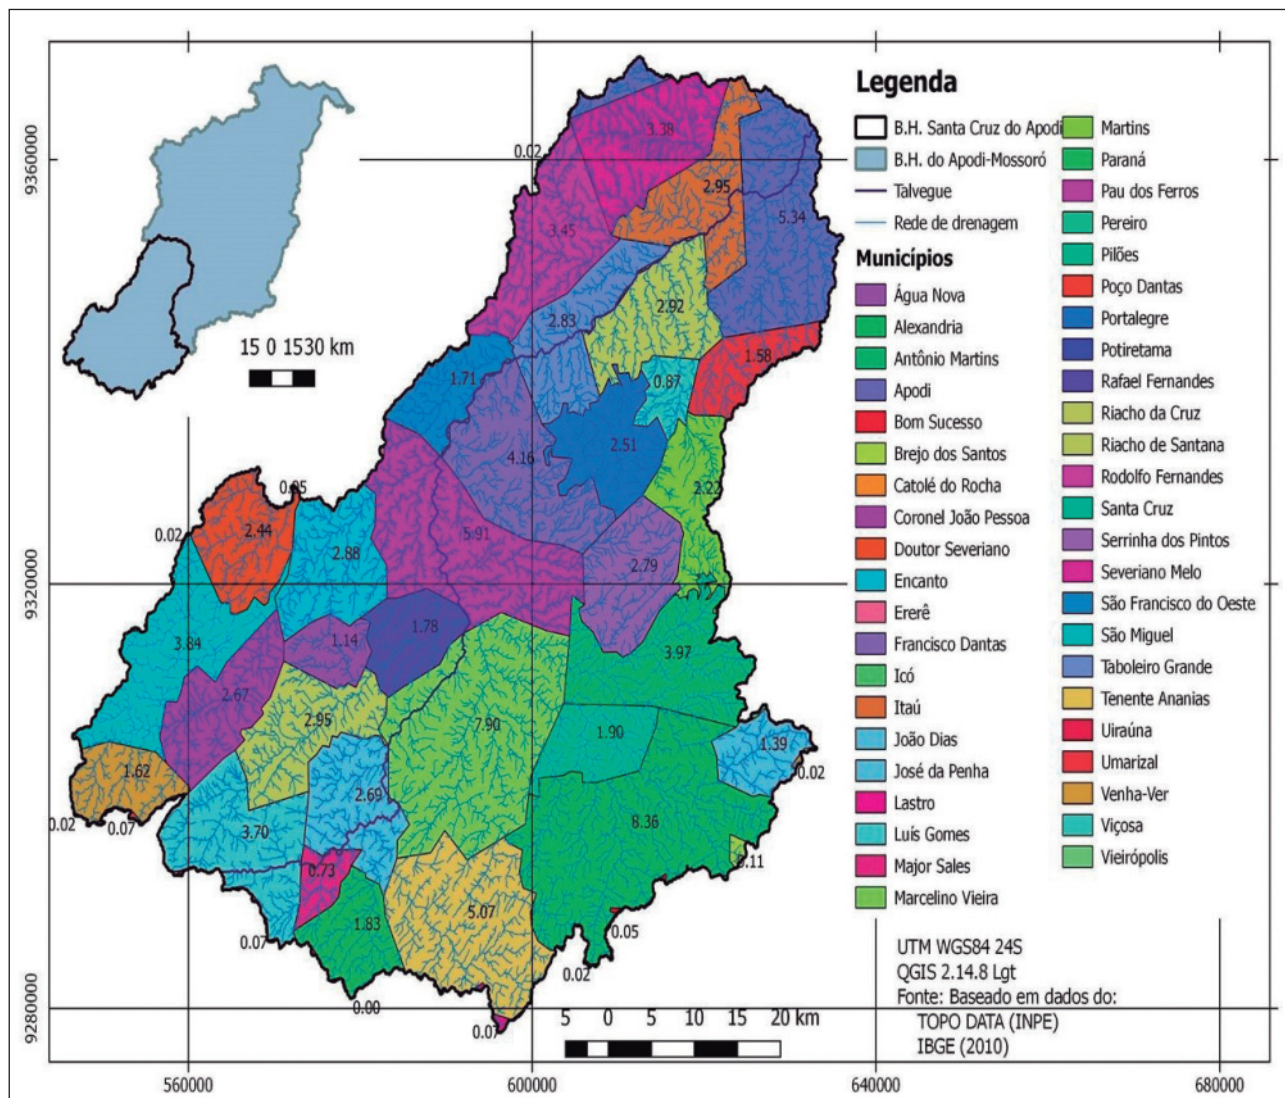 9360000
9320000
9280000
560000
600000
640000
680000
15 0 1530 km
0.02
3.38
2.95
5.34
3.45
2.83
2.92
1.58
1.71
0.87
4.16
2.51
2.22
0.05
0.02
2.44
2.88
5.91
2.79
3.84
1.14
1.78
3.97
2.67
2.95
7.90
1.90
1.39
0.02
1.62
2.69
0.02
0.07
3.70
8.36
0.11
0.73
1.83
5.07
0.05
0.07
0.02
0.00
0.07
5 0 5 10 15 20 km
Legenda
B.H. Santa Cruz do Apodi
B.H. do Apodi-Mossoró
Talvegue
Rede de drenagem
Municípios
Água Nova
Alexandria
Antônio Martins
Apodi
Bom Sucesso
Brejo dos Santos
Catolé do Rocha
Coronel João Pessoa
Doutor Severiano
Encanto
Ererê
Francisco Dantas
Icó
Itaú
João Dias
José da Penha
Lastro
Luís Gomes
Major Sales
Marcelino Vieira
Martins
Paraná
Pau dos Ferros
Pereiro
Pilões
Poço Dantas
Portalegre
Potiretama
Rafael Fernandes
Riacho da Cruz
Riacho de Santana
Rodolfo Fernandes
Santa Cruz
Serrinha dos Pintos
Severiano Melo
São Francisco do Oeste
São Miguel
Taboleiro Grande
Tenente Ananias
Uiraúna
Umarizal
Venha-Ver
Viçosa
Vieirópolis
UTM WGS84 24S
QGIS 2.14.8 Lgt
Fonte: Baseado em dados do:
TOPO DATA (INPE)
IBGE (2010)